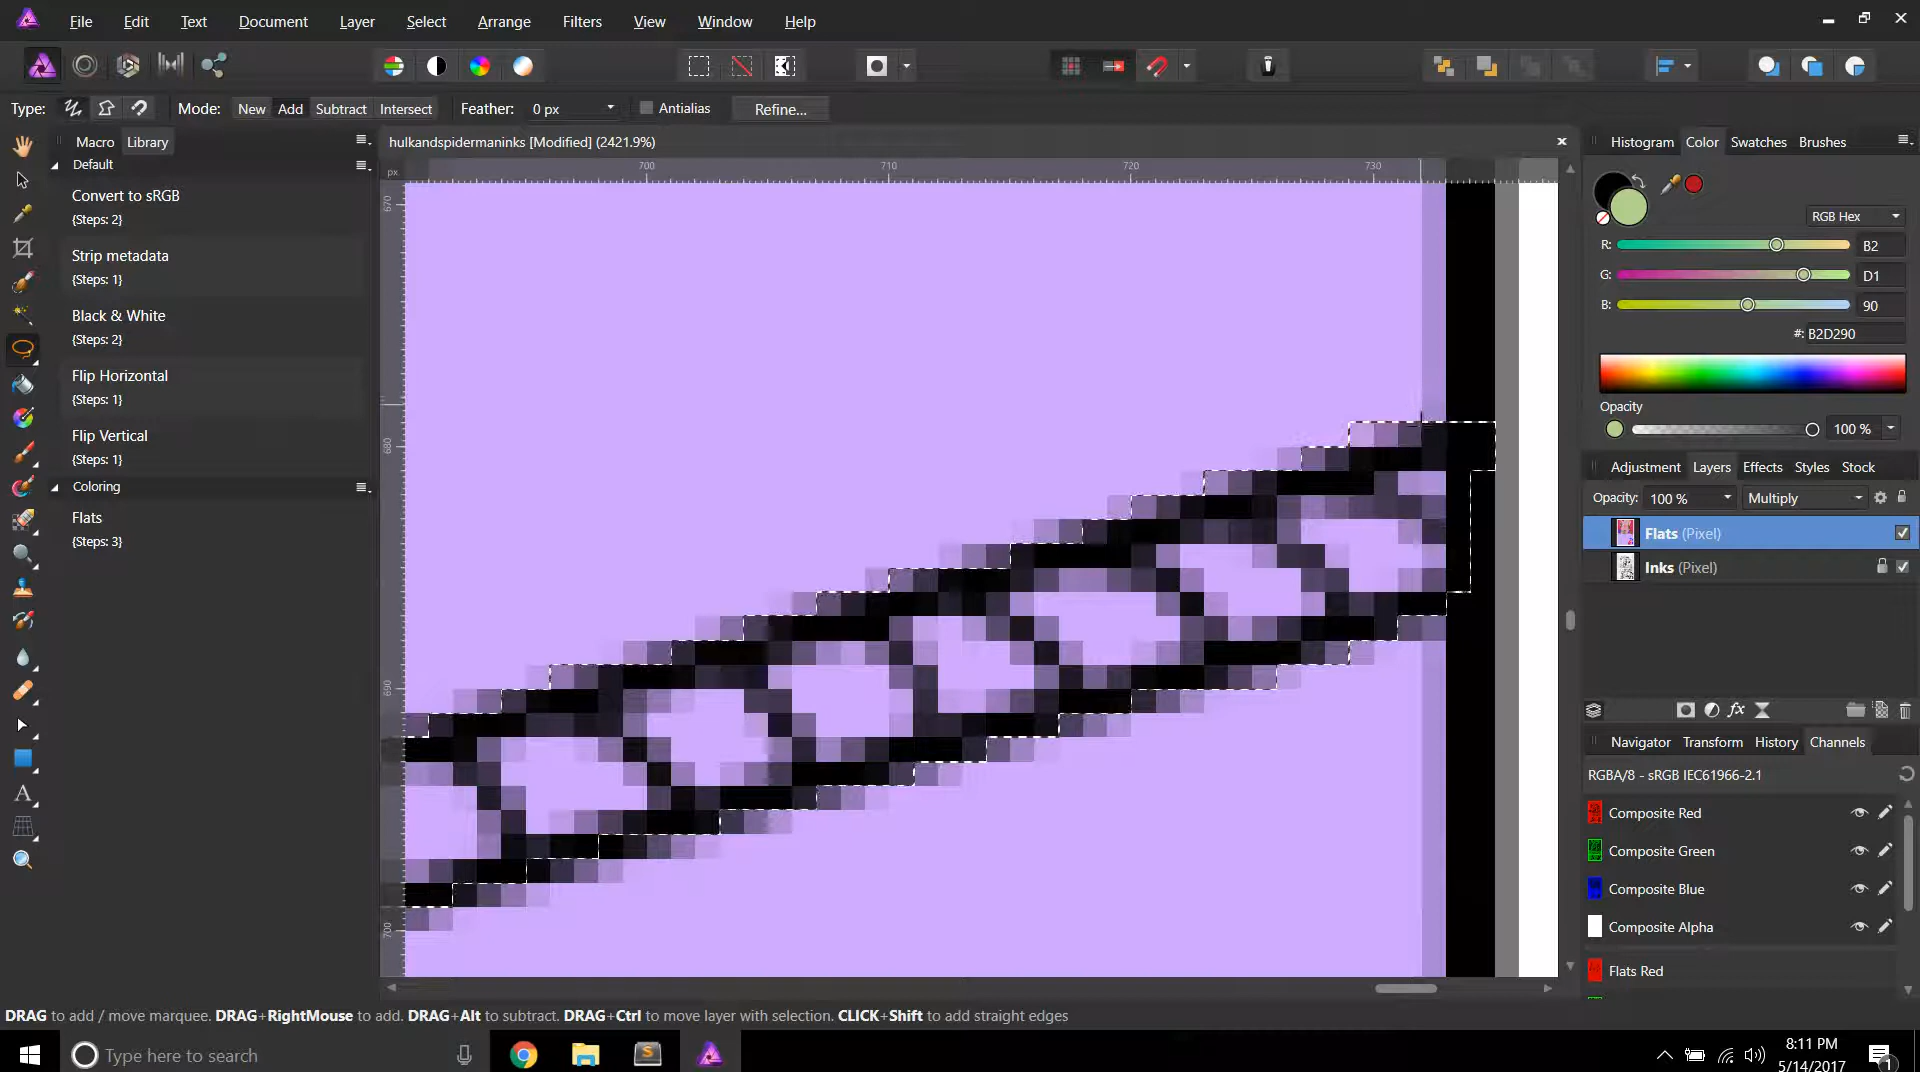 File Edit Text Document Layer Select Arrange Filters View Window Help
Type: Mode: New Add Subtract Intersect Feather: 0 px Antialias Refine...
Macro Library
hulkandspidermaninks [Modified] (2421.9%)
Histogram Color Swatches Brushes
Default
px 700 710 720 730
670
680
690
700
Convert to sRGB
{Steps: 2}
Strip metadata
{Steps: 1}
Black & White
{Steps: 2}
Flip Horizontal
{Steps: 1}
Flip Vertical
{Steps: 1}
Coloring
Flats
{Steps: 3}
RGB Hex
R: B2
G: D1
B: 90
#: B2D290
Opacity
100 %
Adjustment Layers Effects Styles Stock
Opacity: 100 % Multiply
Flats (Pixel)
Inks (Pixel)
fx
Navigator Transform History Channels
RGBA/8 - sRGB IEC61966-2.1
Composite Red
Composite Green
Composite Blue
Composite Alpha
Flats Red
DRAG to add / move marquee. DRAG+RightMouse to add. DRAG+Alt to subtract. DRAG+Ctrl to move layer with selection. CLICK+Shift to add straight edges
Type here to search
8:11 PM
5/14/2017
1